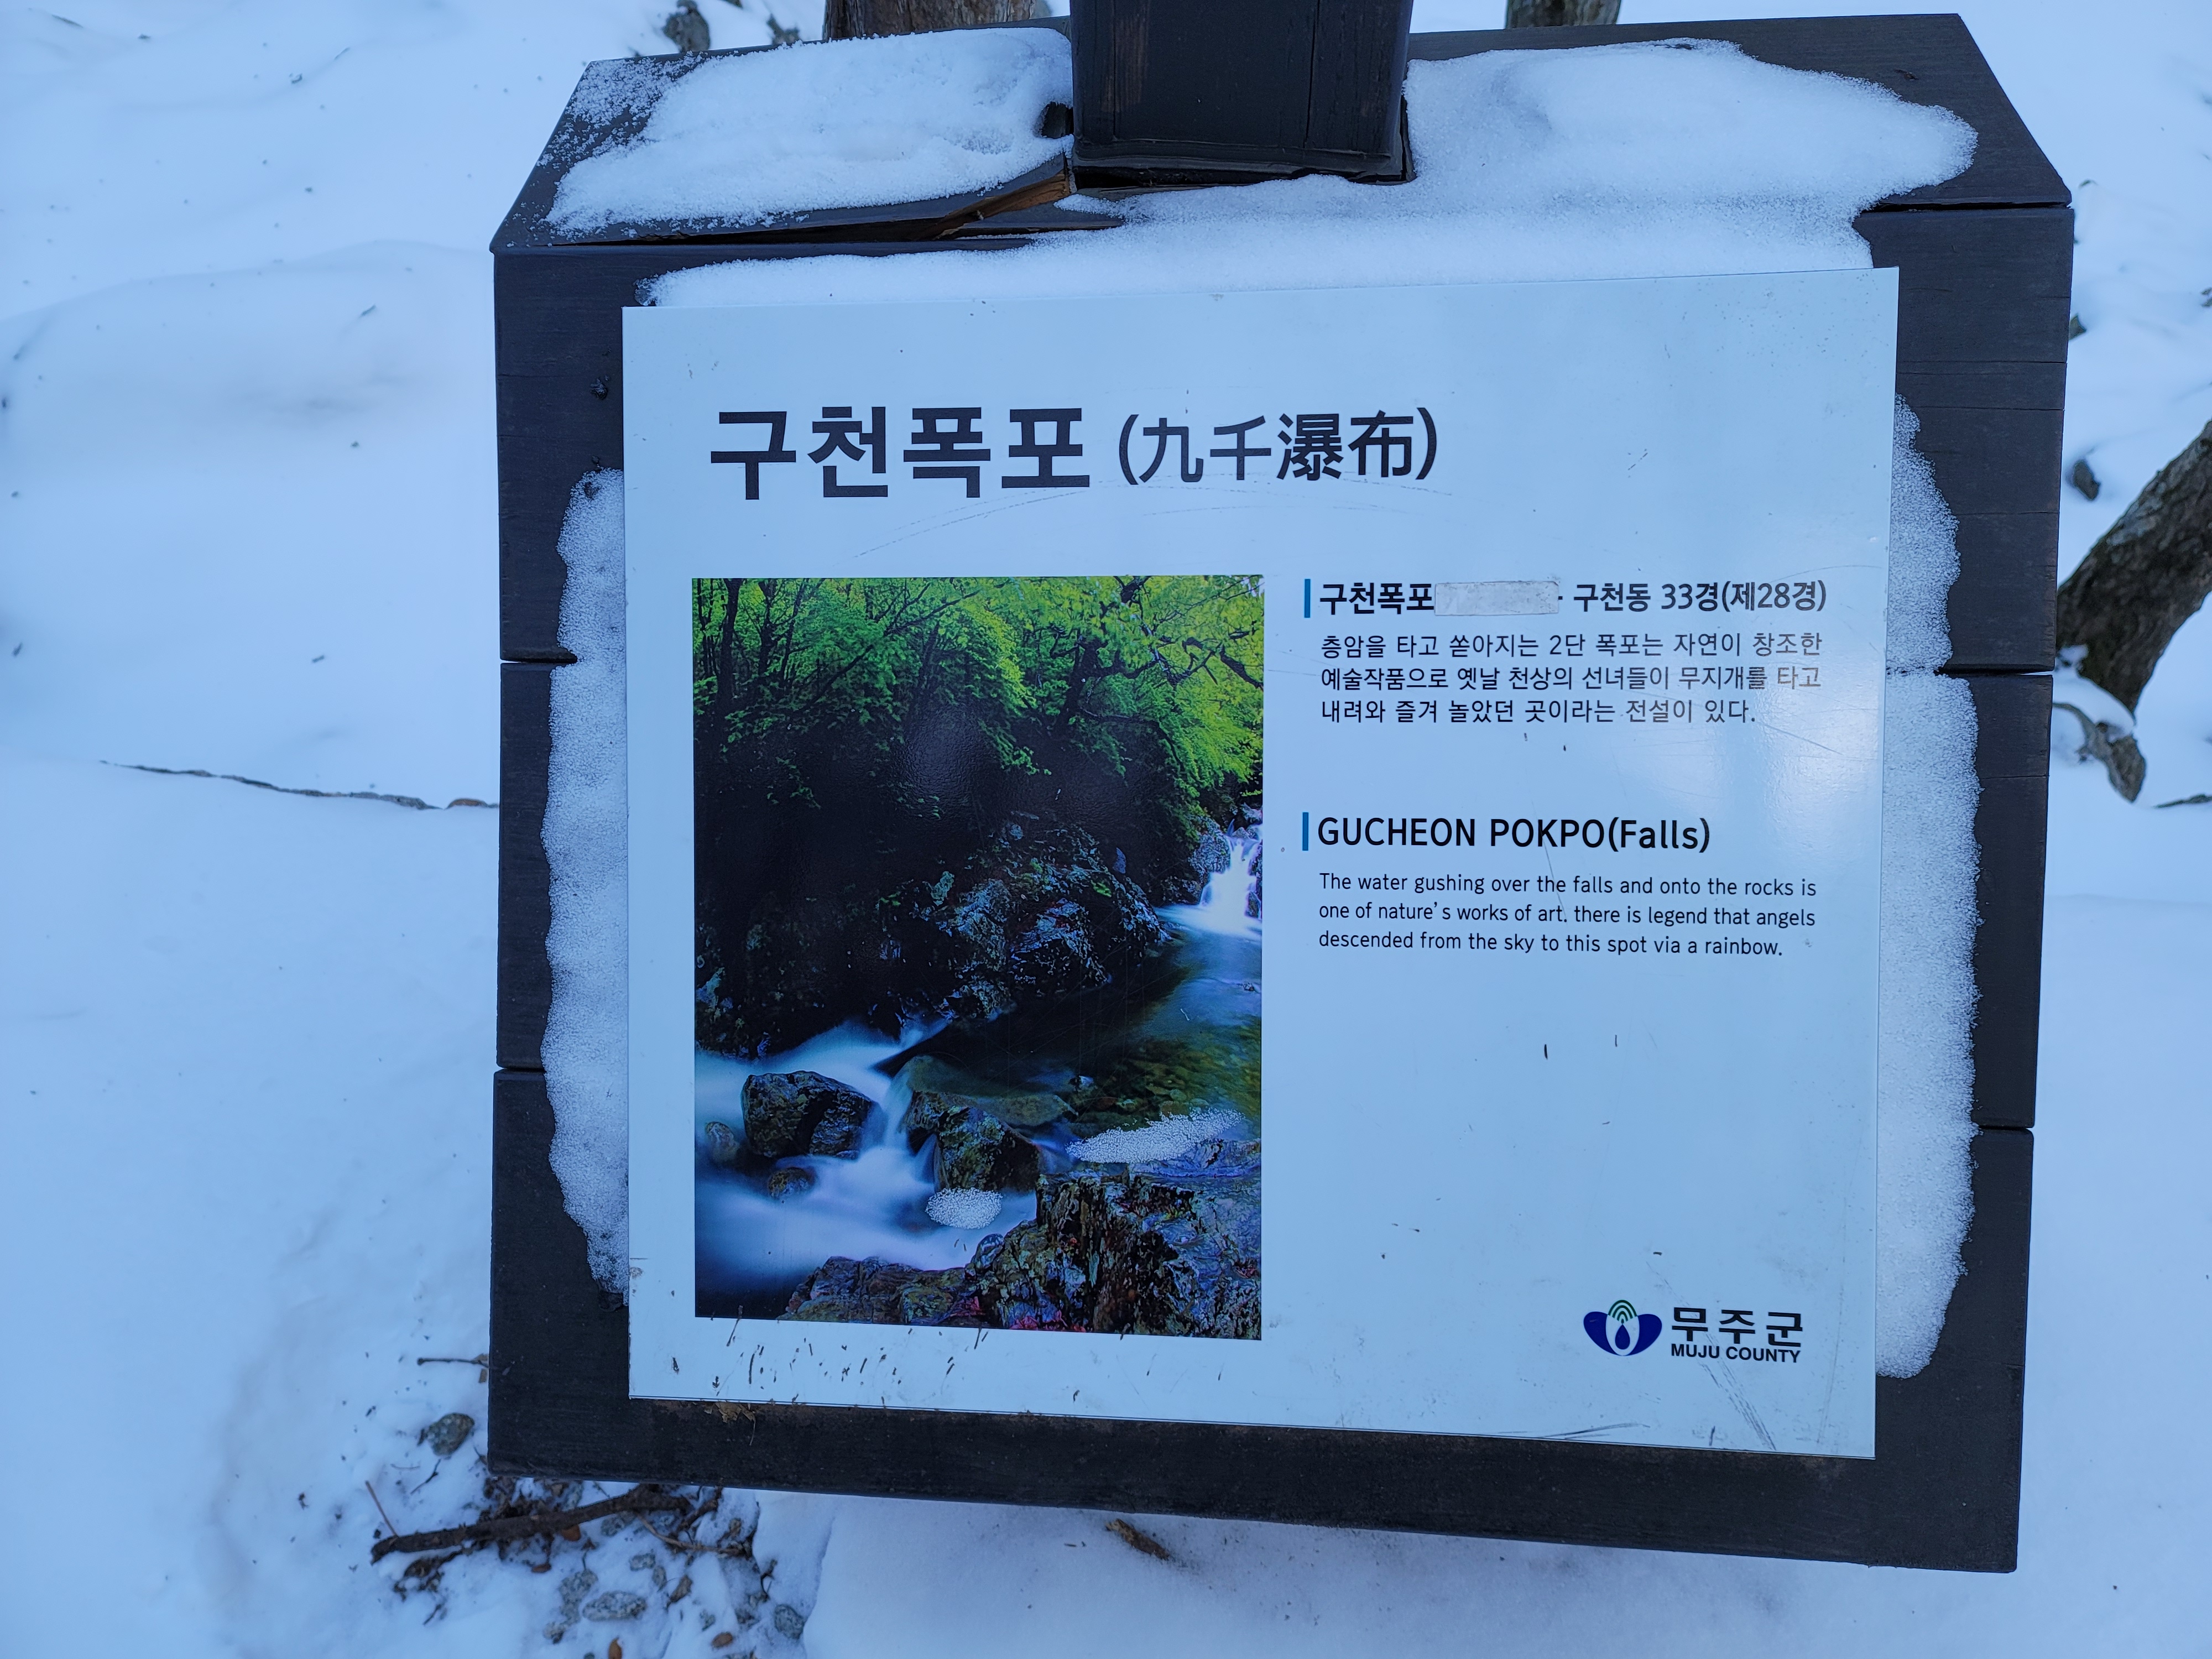 구천폭포 (九千瀑布)
구천폭포 - 구천동 33경(제28경)
층암을 타고 쏟아지는 2단 폭포는 자연이 창조한
예술작품으로 옛날 천상의 선녀들이 무지개를 타고
내려와 즐겨 놀았던 곳이라는 전설이 있다.
GUCHEON POKPO(Falls)
The water gushing over the falls and onto the rocks is
one of nature's works of art. there is legend that angels
descended from the sky to this spot via a rainbow.
무주군
MUJU COUNTY